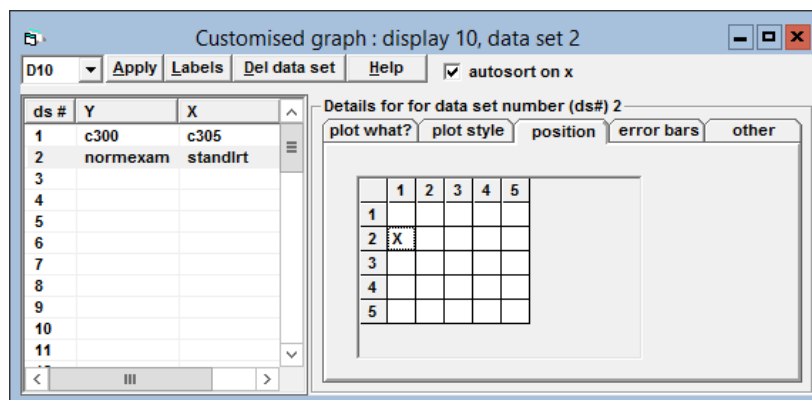 Customised graph : display 10, data set 2
D10 Apply Labels Del data set Help autosort on x
ds # Y X
1 c300 c305
2 normexam standlrt
3
4
5
6
7
8
9
10
11
Details for for data set number (ds#) 2
plot what? plot style position error bars other
1 2 3 4 5
1
2 X
3
4
5